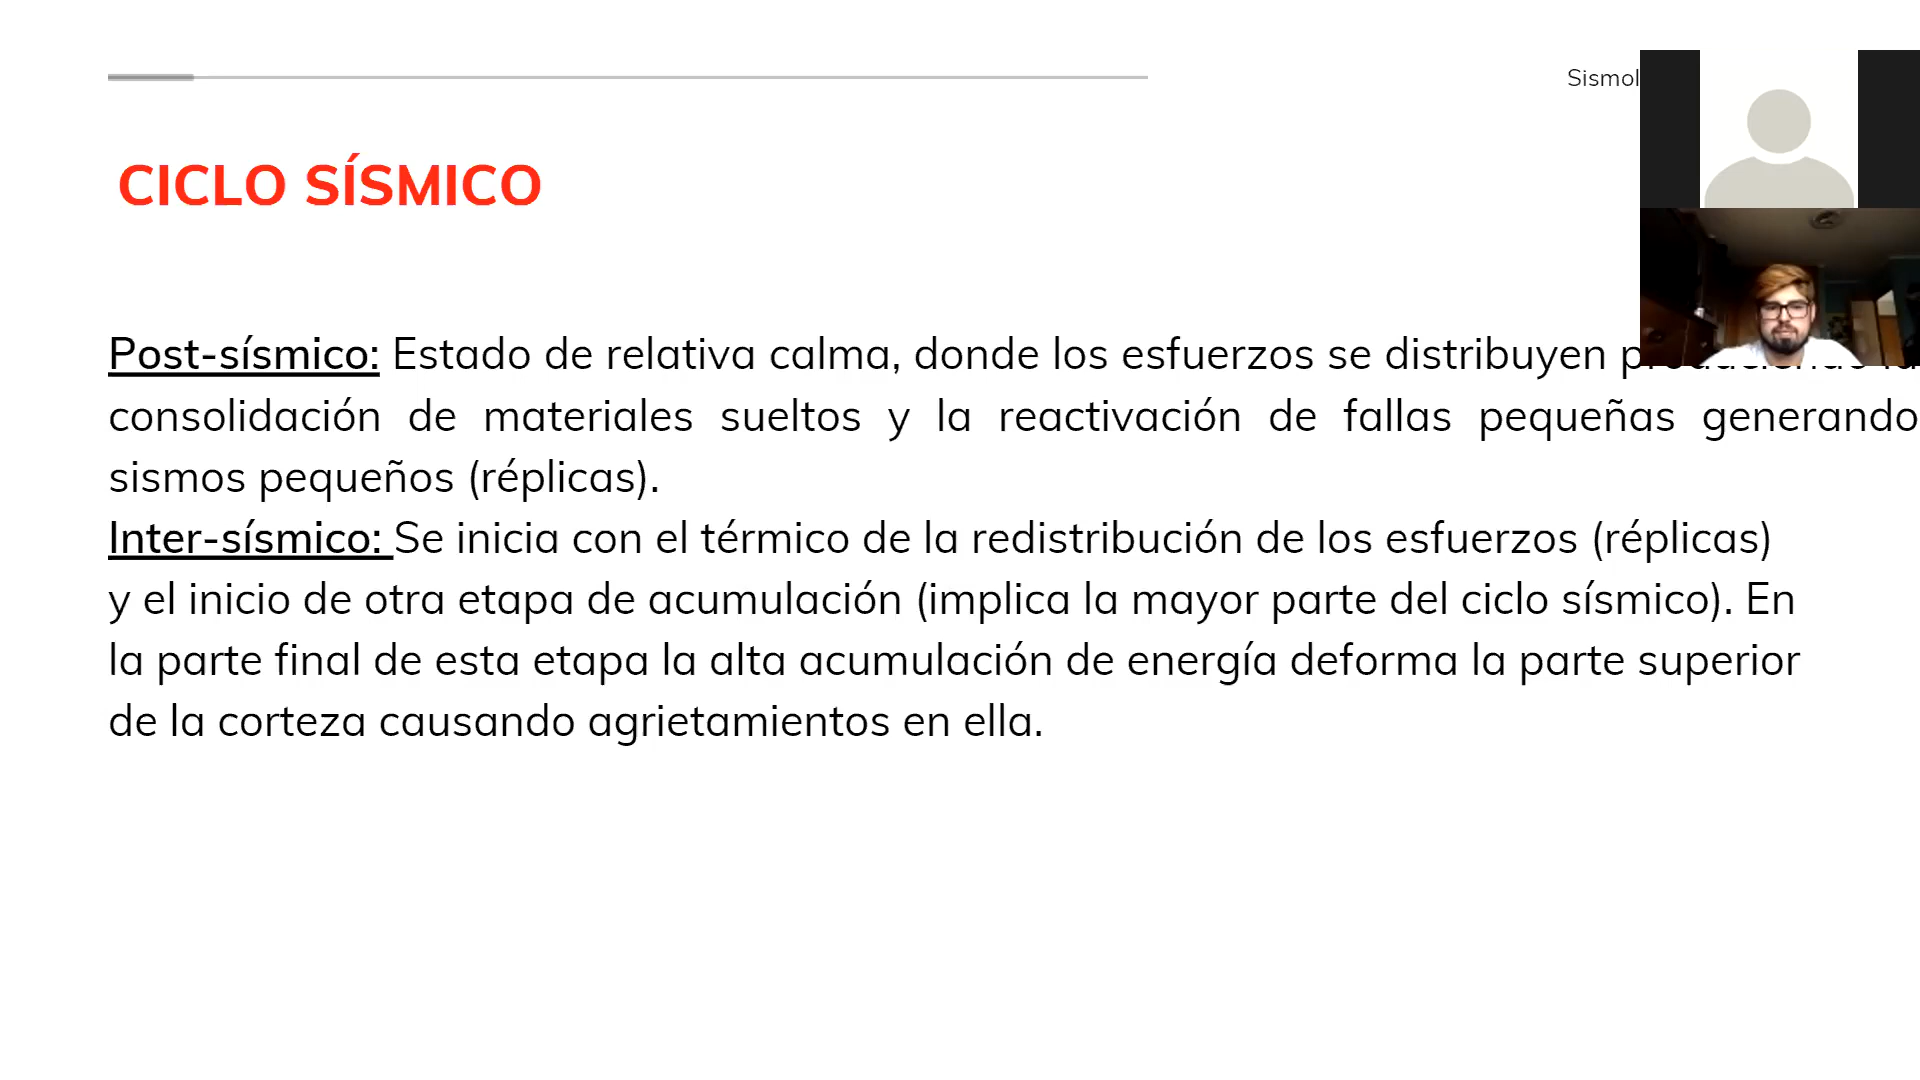 Sismol
CICLO SÍSMICO
Post-sísmico: Estado de relativa calma, donde los esfuerzos se distribuyen
consolidación de materiales sueltos y la reactivación de fallas pequeñas generando
sismos pequeños (réplicas).
Inter-sísmico: Se inicia con el térmico de la redistribución de los esfuerzos (réplicas)
y el inicio de otra etapa de acumulación (implica la mayor parte del ciclo sísmico). En
la parte final de esta etapa la alta acumulación de energía deforma la parte superior
de la corteza causando agrietamientos en ella.